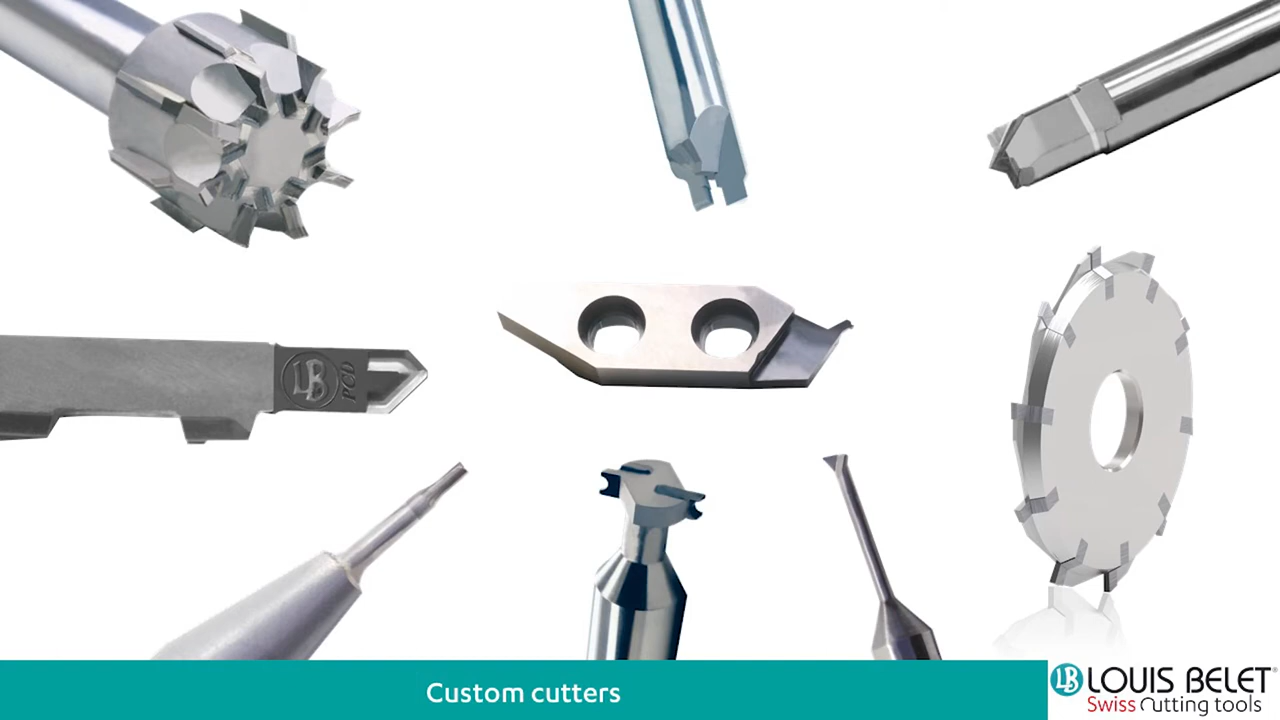 LB
PCD
Custom cutters
LB
LOUIS BELET®
Swiss Cutting tools